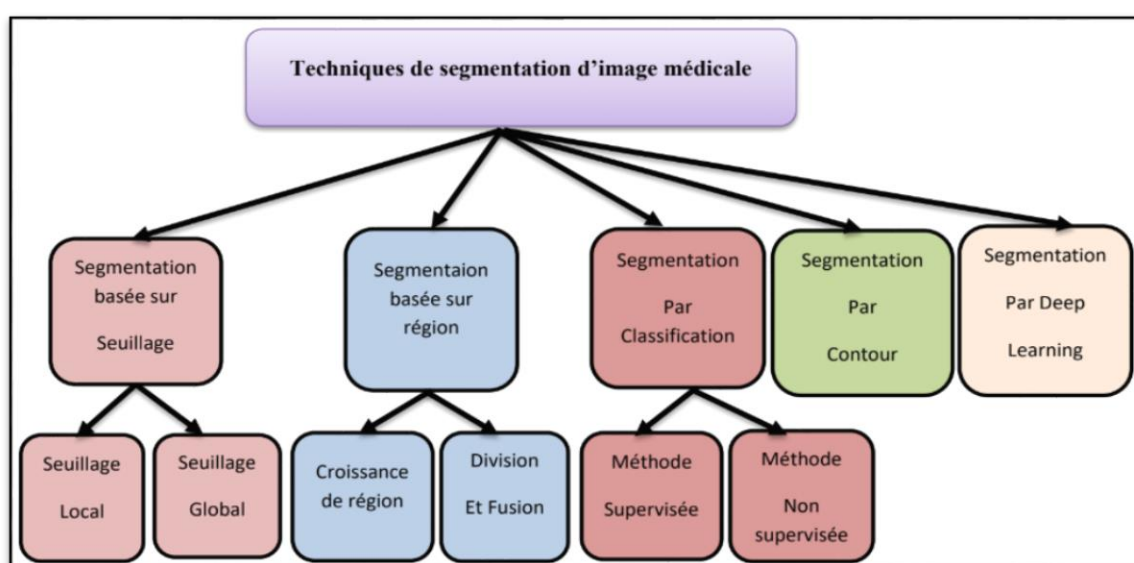 Techniques de segmentation d’image médicale
Segmentation
basée sur
Seuillage
Segmentaion
basée sur
région
Segmentation
Par
Classification
Segmentation
Par
Contour
Segmentation
Par Deep
Learning
Seuillage
Local
Seuillage
Global
Croissance
de région
Division
Et Fusion
Méthode
Supervisée
Méthode
Non
supervisée